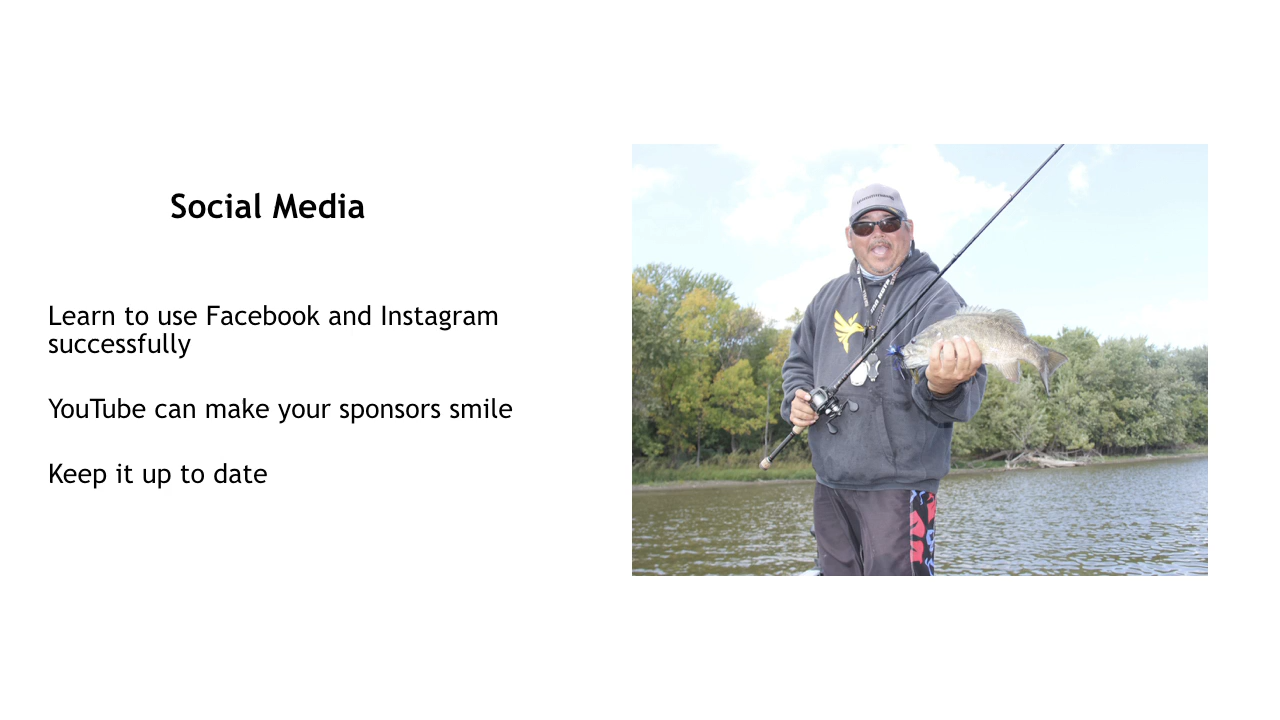 Social Media
Learn to use Facebook and Instagram
successfully
YouTube can make your sponsors smile
Keep it up to date